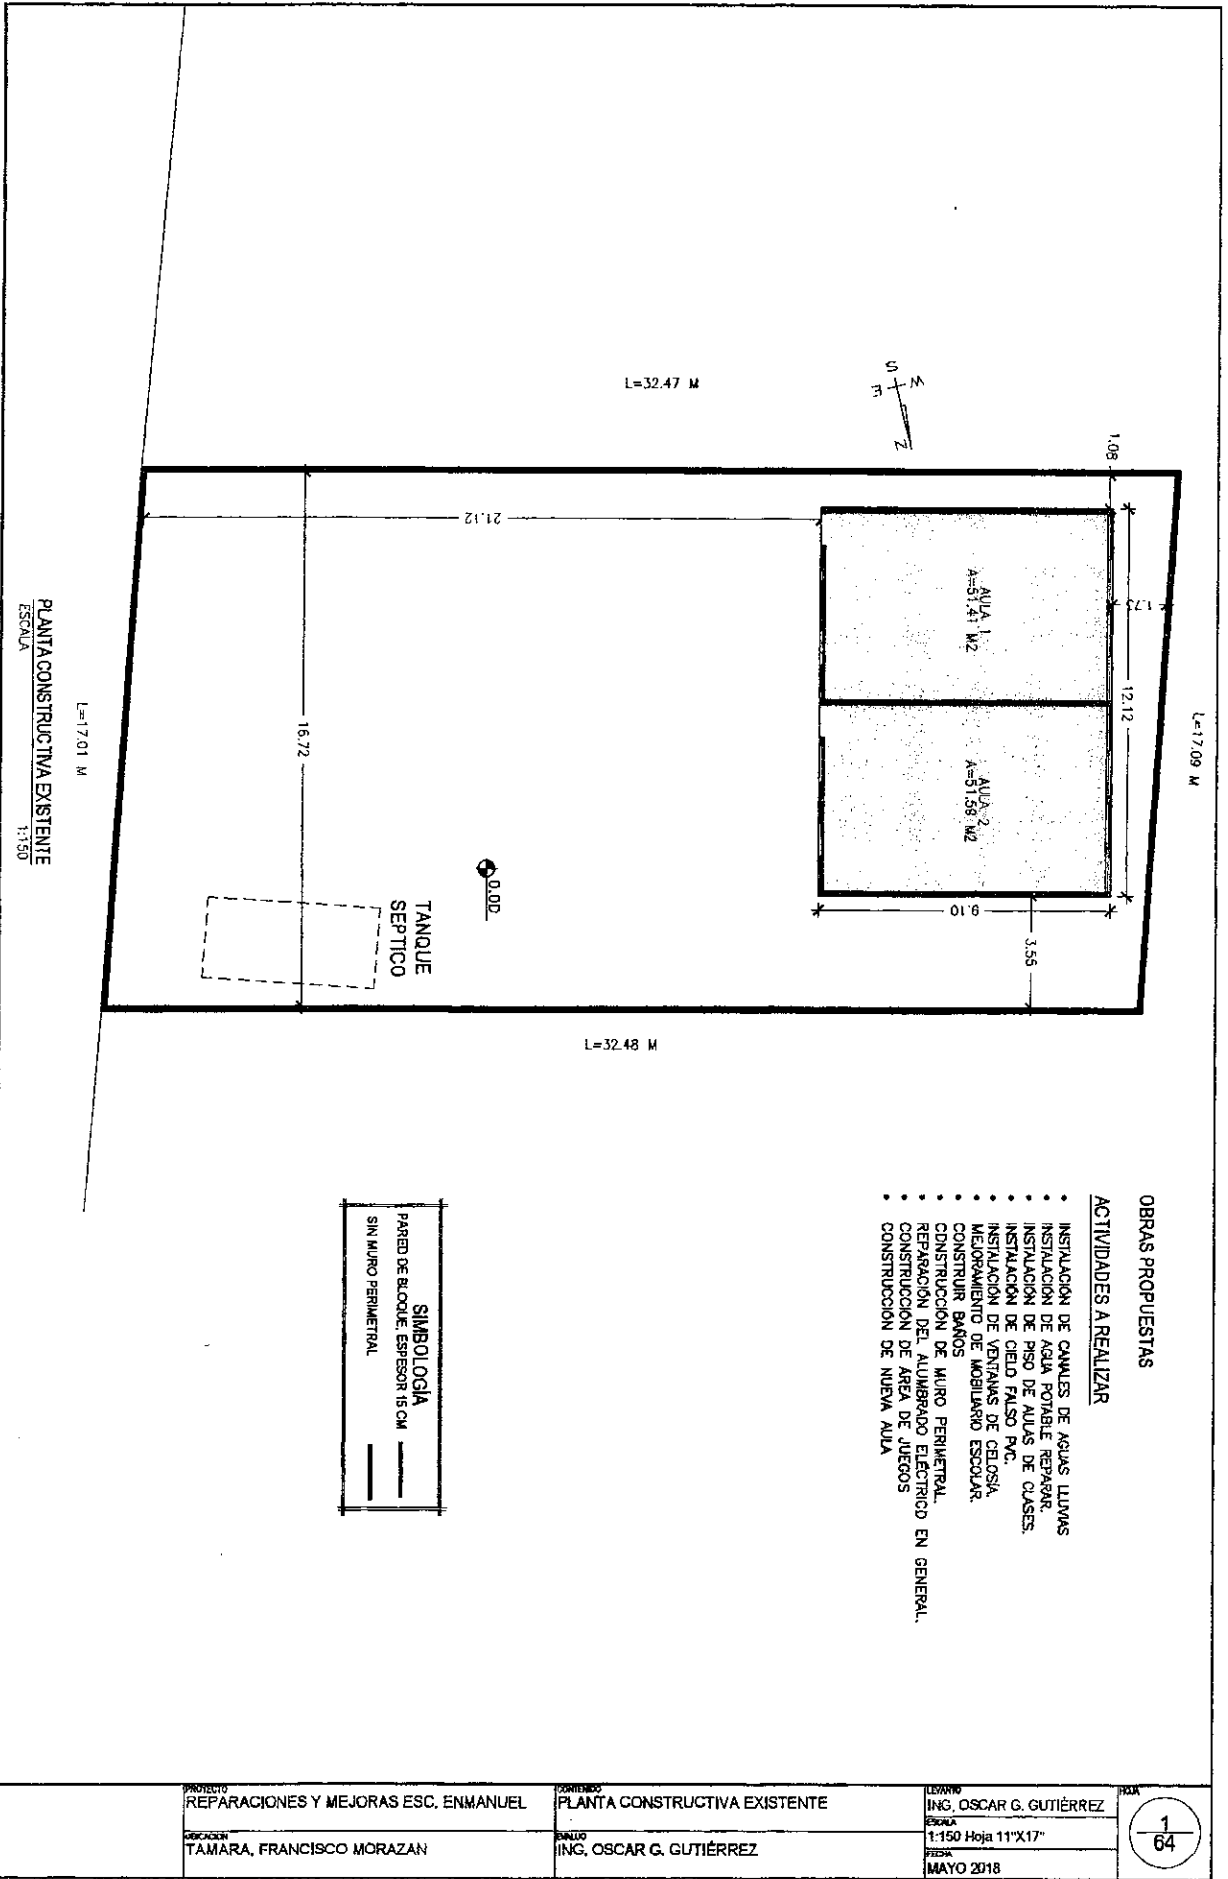 OBRAS PROPUESTAS
ACTIVIDADES A REALIZAR
• INSTALACIÓN DE CANALES DE AGUAS LLUVIAS
• INSTALACIÓN DE AGUA POTABLE REPARAR.
• INSTALACIÓN DE PISO DE AULAS DE CLASES.
• INSTALACIÓN DE CIELO FALSO PVC.
• INSTALACIÓN DE VENTANAS DE CELOSÍA.
• MEJORAMIENTO DE MOBILIARIO ESCOLAR.
• CONSTRUIR BAÑOS
• CONSTRUCCIÓN DE MURO PERIMETRAL.
• REPARACIÓN DEL ALUMBRADO ELÉCTRICO EN GENERAL.
• CONSTRUCCIÓN DE AREA DE JUEGOS
• CONSTRUCCIÓN DE NUEVA AULA
L=17.09 M
1.08
12.12
1.73
AULA 1
A=51.41 M2
AULA 2
A=51.58 M2
9.10
3.55
N
W
S
E
L=32.47 M
L=32.48 M
21.12
0.00
TANQUE
SEPTICO
16.72
L=17.01 M
PLANTA CONSTRUCTIVA EXISTENTE
ESCALA 1:150
SIMBOLOGÍA
PARED DE BLOQUE, ESPESOR 15 CM
SIN MURO PERIMETRAL
PROYECTO
REPARACIONES Y MEJORAS ESC, ENMANUEL
UBICACION
TAMARA, FRANCISCO MORAZAN
CONTENIDO
PLANTA CONSTRUCTIVA EXISTENTE
EVALUO
ING, OSCAR G. GUTIÉRREZ
LEVANTO
ING, OSCAR G. GUTIÉRREZ
ESCALA
1:150 Hoja 11"X17"
FECHA
MAYO 2018
HOJA
1
64